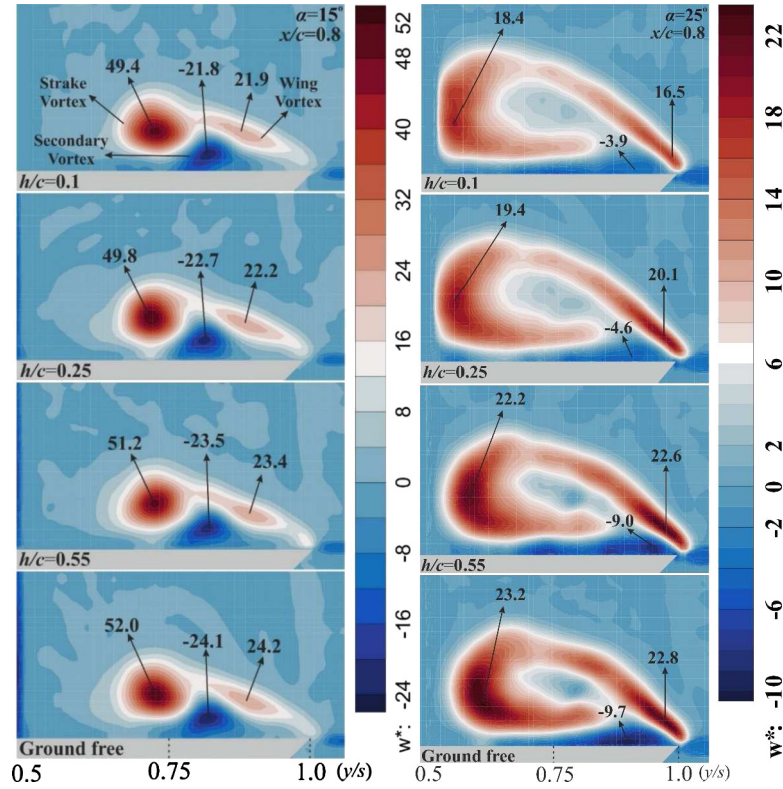 α=15°
x/c=0.8
49.4
-21.8
21.9
Strake
Vortex
Wing
Vortex
Secondary
Vortex
h/c=0.1
49.8
-22.7
22.2
h/c=0.25
51.2
-23.5
23.4
h/c=0.55
52.0
-24.1
24.2
Ground free
0.5
0.75
1.0 (y/s)
52
48
40
32
24
16
8
0
-8
-16
-24
w*:
α=25°
x/c=0.8
18.4
16.5
-3.9
h/c=0.1
19.4
20.1
-4.6
h/c=0.25
22.2
22.6
-9.0
h/c=0.55
23.2
22.8
-9.7
Ground free
0.5
0.75
1.0 (y/s)
22
18
14
10
6
2
0
-2
-6
-10
w*: